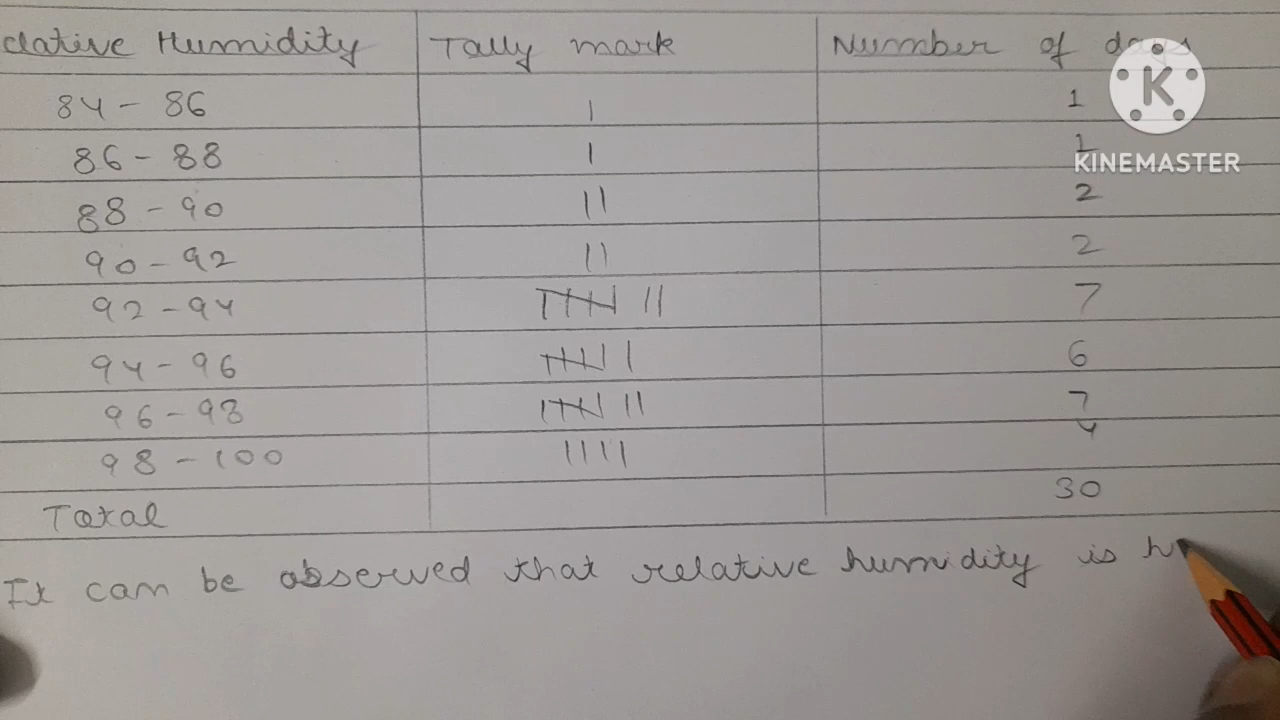 elative Humidity Tally mark Number of days
84 - 86 | 1
86 - 88 | 1
88 - 90 || 2
90 - 92 || 2
92 - 94 |||| || 7
94 - 96 |||| | 6
96 - 98 |||| || 7
98 - 100 |||| 4
Total 30
It can be observed that relative humidity is h
KINEMASTER